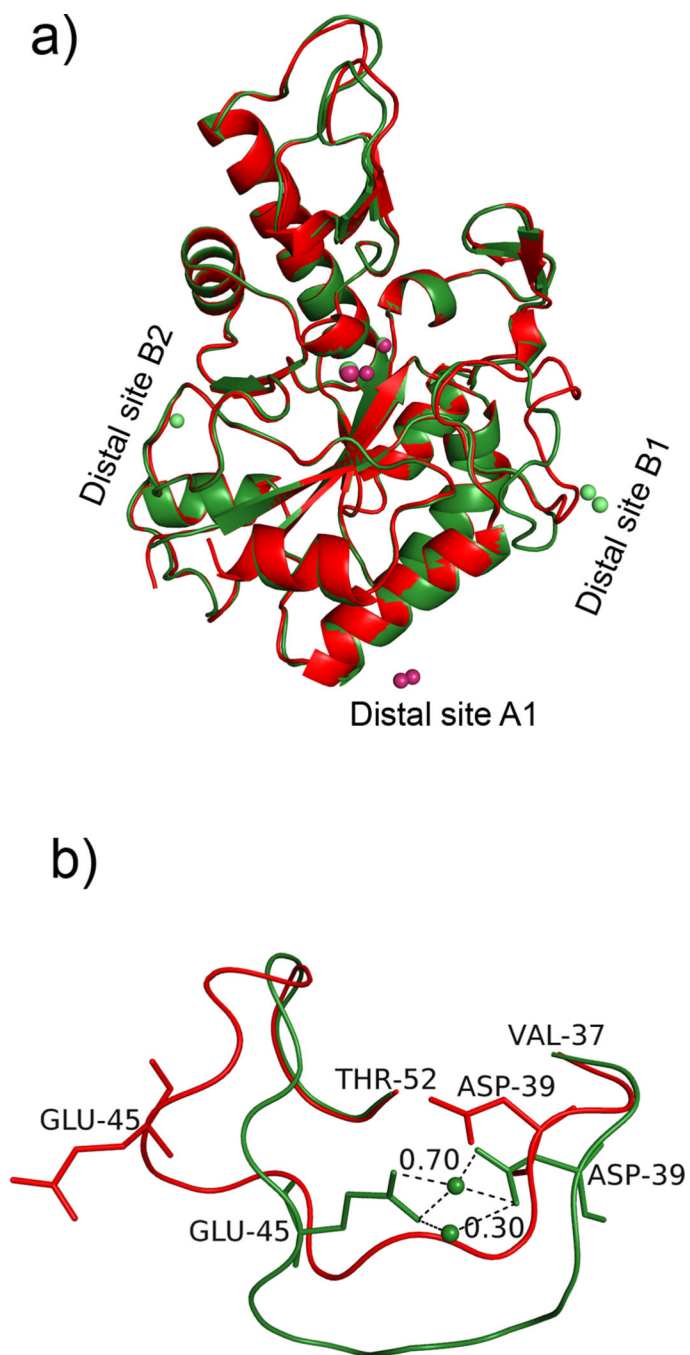 a)
Distal site B2
Distal site B1
Distal site A1
b)
VAL-37
THR-52
ASP-39
GLU-45
0.70
ASP-39
GLU-45
0.30